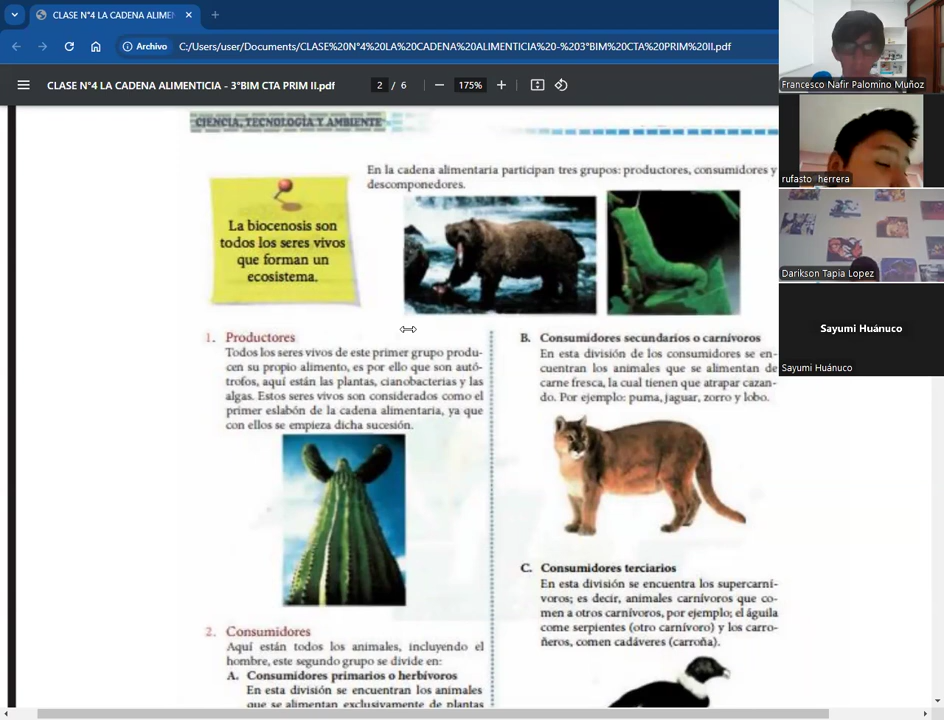 CLASE N°4 LA CADENA ALIMEN
Archivo
C:/Users/user/Documents/CLASE%20N°4%20LA%20CADENA%20ALIMENTICIA%20-%203°BIM%20CTA%20PRIM%20II.pdf
CLASE N°4 LA CADENA ALIMENTICIA - 3°BIM CTA PRIM II.pdf
2 / 6
175%
CIENCIA, TECNOLOGÍA Y AMBIENTE
En la cadena alimentaria participan tres grupos: productores, consumidores y
descomponedores.
La biocenosis son
todos los seres vivos
que forman un
ecosistema.
1. Productores
Todos los seres vivos de este primer grupo produ-
cen su propio alimento, es por ello que son autó-
trofos, aquí están las plantas, cianobacterias y las
algas. Estos seres vivos son considerados como el
primer eslabón de la cadena alimentaria, ya que
con ellos se empieza dicha sucesión.
2. Consumidores
Aquí están todos los animales, incluyendo el
hombre, este segundo grupo se divide en:
A. Consumidores primarios o herbívoros
En esta división se encuentran los animales
que se alimentan exclusivamente de plantas
B. Consumidores secundarios o carnívoros
En esta división de los consumidores se en-
cuentran los animales que se alimentan de
carne fresca, la cual tienen que atrapar cazan-
do. Por ejemplo: puma, jaguar, zorro y lobo.
C. Consumidores terciarios
En esta división se encuentra los supercarní-
voros; es decir, animales carnívoros que co-
men a otros carnívoros, por ejemplo; el águila
come serpientes (otro carnívoro) y los carro-
ñeros, comen cadáveres (carroña).
Francesco Nafir Palomino Muñoz
rufasto herrera
Darikson Tapia Lopez
Sayumi Huánuco
Sayumi Huánuco